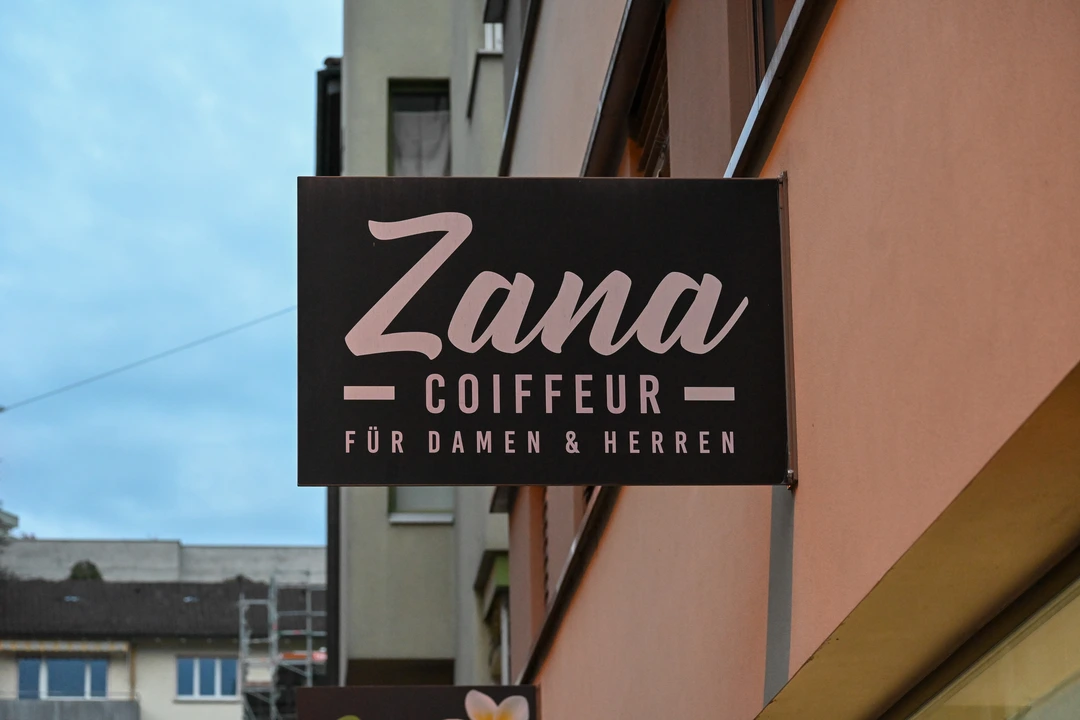 Zana
COIFFEUR
FÜR DAMEN & HERREN